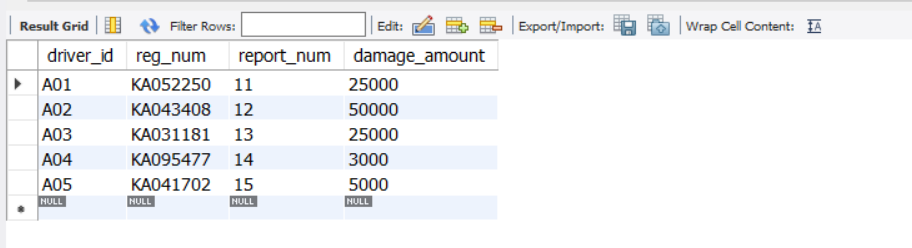 Result Grid Filter Rows: Edit: Export/Import: Wrap Cell Content: IA
driver_id reg_num report_num damage_amount
A01 KA052250 11 25000
A02 KA043408 12 50000
A03 KA031181 13 25000
A04 KA095477 14 3000
A05 KA041702 15 5000
NULL NULL NULL NULL